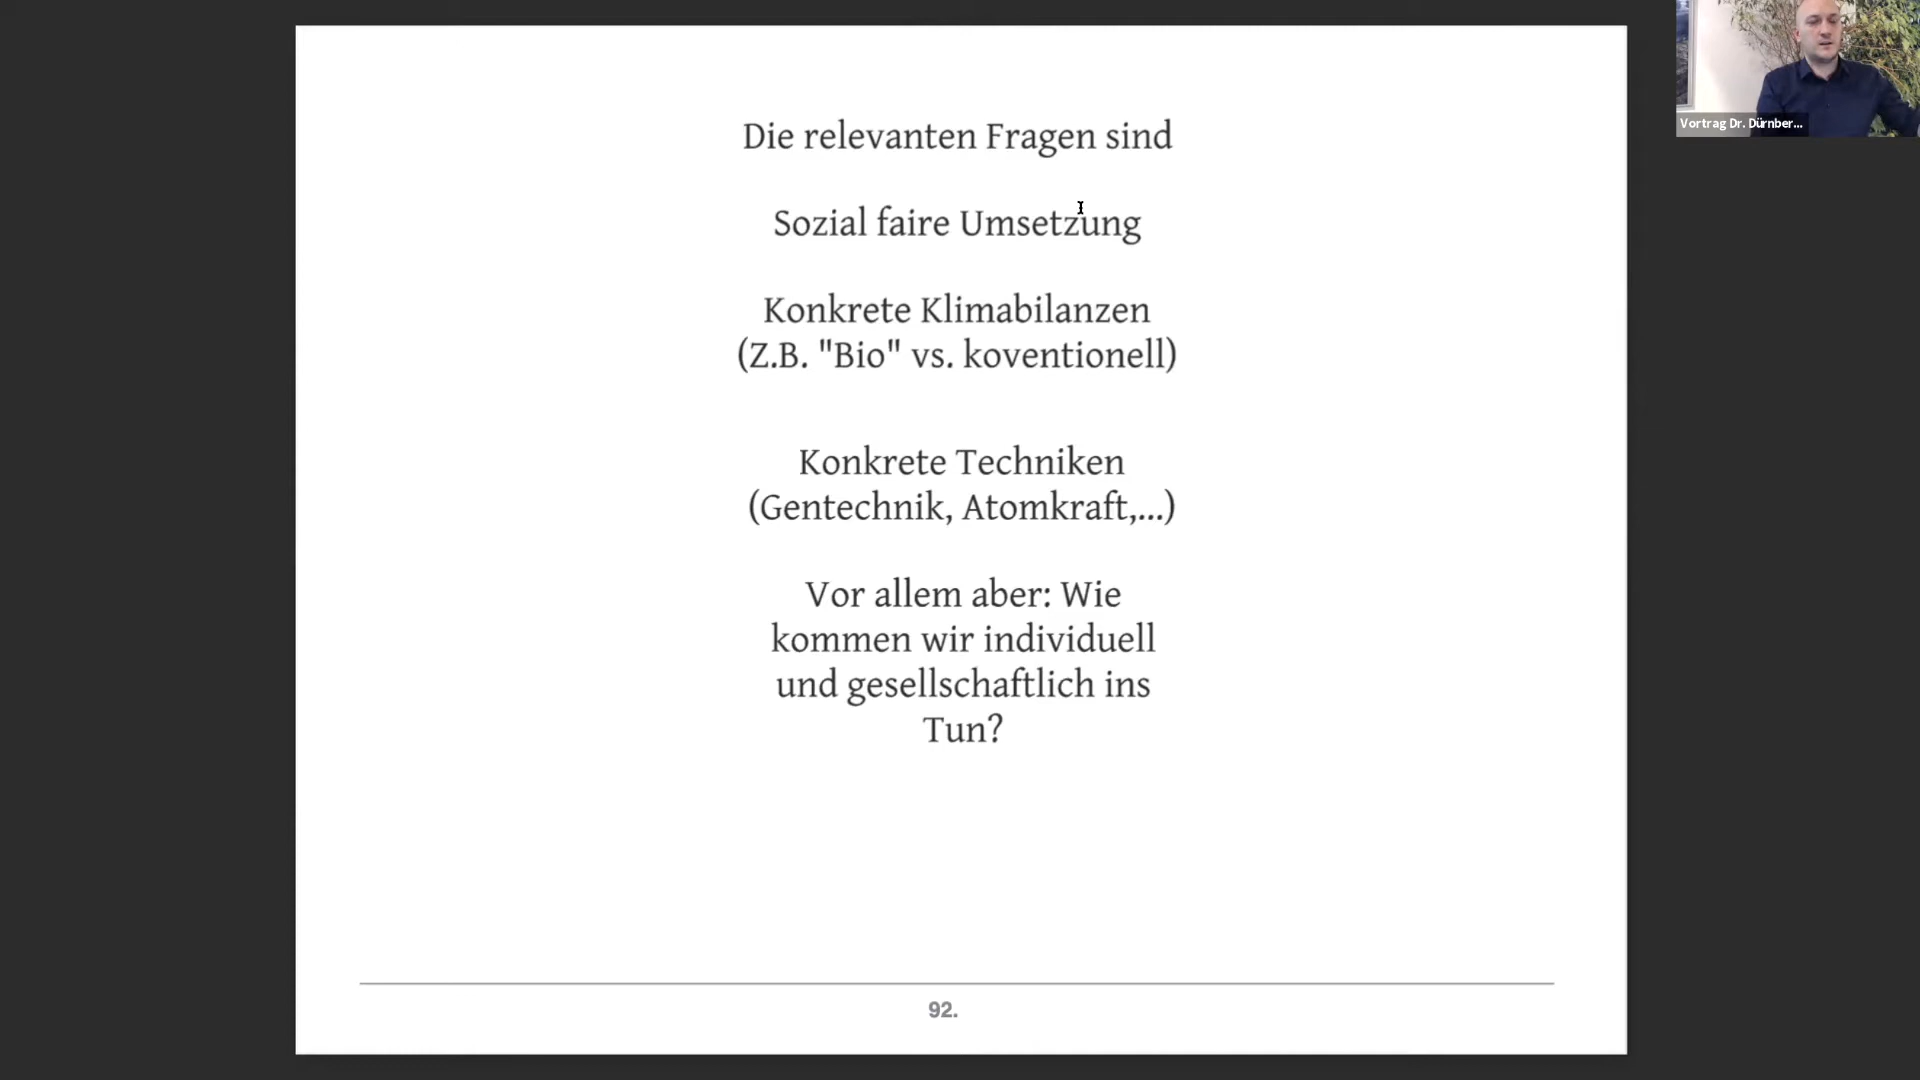 Die relevanten Fragen sind
Sozial faire Umsetzung
Konkrete Klimabilanzen
(Z.B. "Bio" vs. koventionell)
Konkrete Techniken
(Gentechnik, Atomkraft,...)
Vor allem aber: Wie
kommen wir individuell
und gesellschaftlich ins
Tun?
92.
Vortrag Dr. Dürnber...